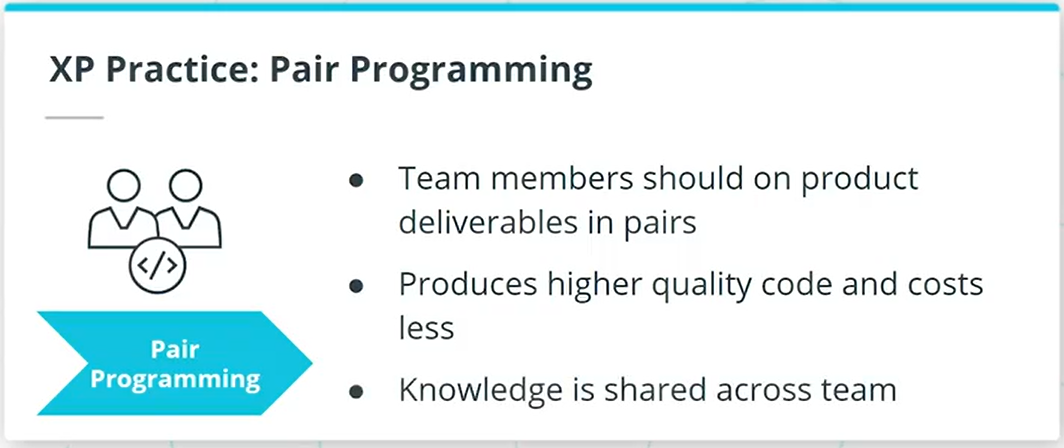 XP Practice: Pair Programming
</>
Pair
Programming
● Team members should on product
deliverables in pairs
● Produces higher quality code and costs
less
● Knowledge is shared across team